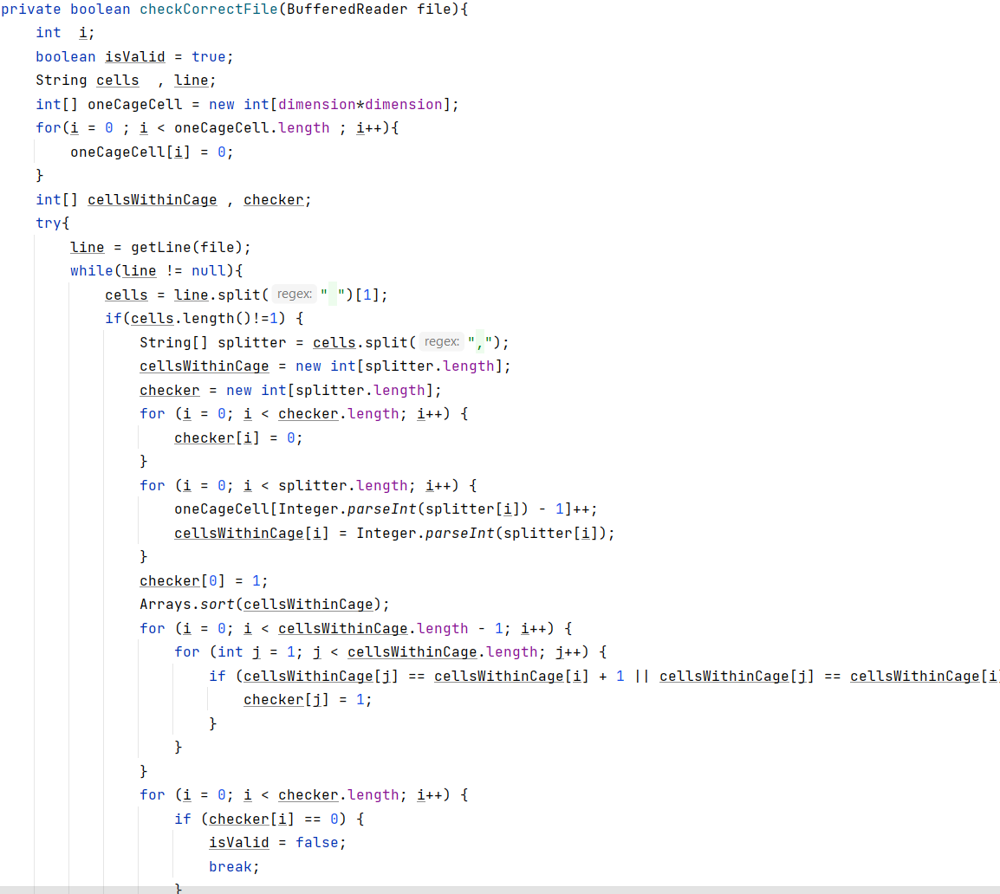 private boolean checkCorrectFile(BufferedReader file){
    int  i;
    boolean isValid = true;
    String cells  , line;
    int[] oneCageCell = new int[dimension*dimension];
    for(i = 0 ; i < oneCageCell.length ; i++){
        oneCageCell[i] = 0;
    }
    int[] cellsWithinCage , checker;
    try{
        line = getLine(file);
        while(line != null){
            cells = line.split( regex: " ")[1];
            if(cells.length()!=1) {
                String[] splitter = cells.split( regex: ",");
                cellsWithinCage = new int[splitter.length];
                checker = new int[splitter.length];
                for (i = 0; i < checker.length; i++) {
                    checker[i] = 0;
                }
                for (i = 0; i < splitter.length; i++) {
                    oneCageCell[Integer.parseInt(splitter[i]) - 1]++;
                    cellsWithinCage[i] = Integer.parseInt(splitter[i]);
                }
                checker[0] = 1;
                Arrays.sort(cellsWithinCage);
                for (i = 0; i < cellsWithinCage.length - 1; i++) {
                    for (int j = 1; j < cellsWithinCage.length; j++) {
                        if (cellsWithinCage[j] == cellsWithinCage[i] + 1 || cellsWithinCage[j] == cellsWithinCage[i]
                            checker[j] = 1;
                        }
                    }
                }
                for (i = 0; i < checker.length; i++) {
                    if (checker[i] == 0) {
                        isValid = false;
                        break;
                    }